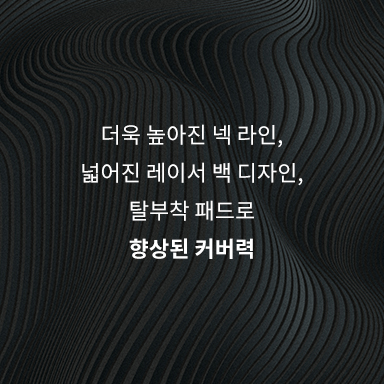 더욱 높아진 넥 라인,
넓어진 레이서 백 디자인,
탈부착 패드로
향상된 커버력